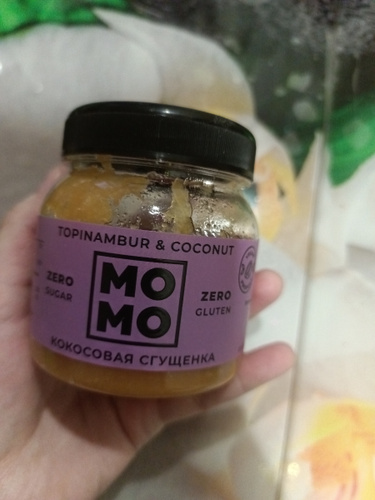 TOPINAMBUR & COCONUT
ZERO
SUGAR
MO
MO
ZERO
GLUTEN
КОКОСОВАЯ СГУЩЕНКА